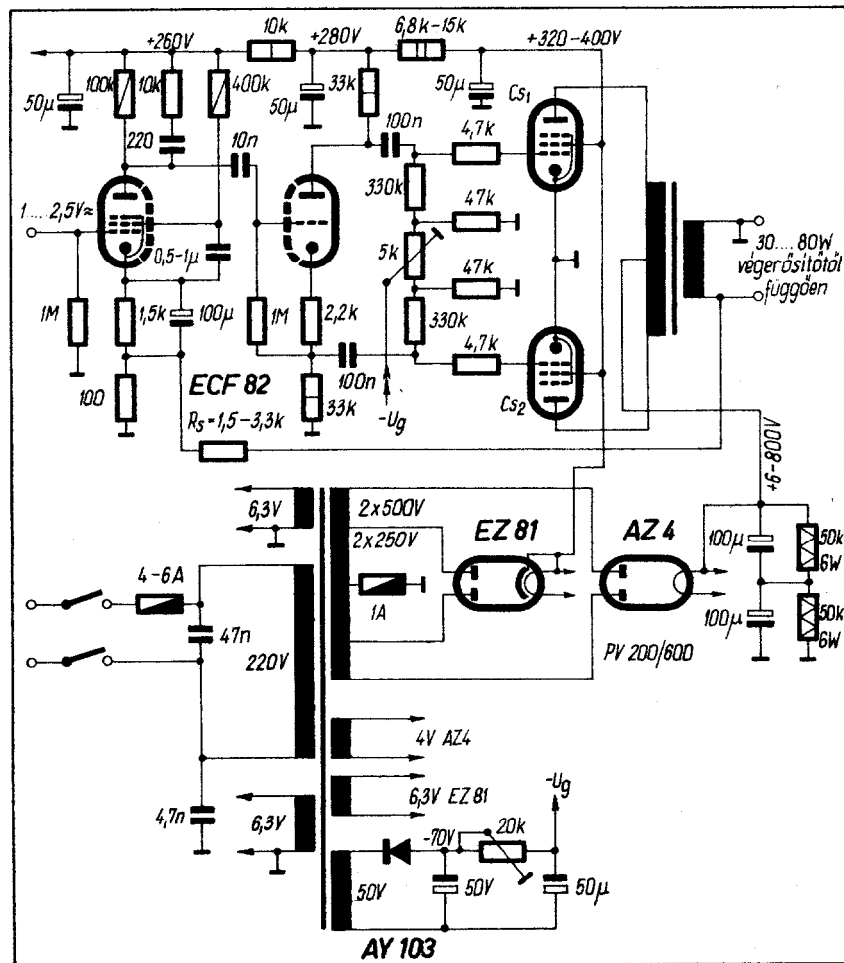 10k
6,8k-15k
+260V
+280V
+320-400V
50µ
100k
10k
400k
50µ
33k
50µ
Cs1
100n
4,7k
220
10n
330k
1....2,5V≈
47k
0,5-1µ
5k
30....80W
végerősítőtől
függően
47k
1M
1,5k
100µ
1M
2,2k
330k
4,7k
100
ECF 82
100n
33k
-Ug
Cs2
Rs=1,5-3,3k
+6-800V
6,3V
2x500V
EZ 81
AZ 4
2x250V
100µ
50k
6W
4-6A
1A
47n
100µ
50k
6W
220V
PV 200/600
4V AZ4
6,3V EZ81
-Ug
4,7n
6,3V
-70V
20k
50V
50V
50µ
AY 103